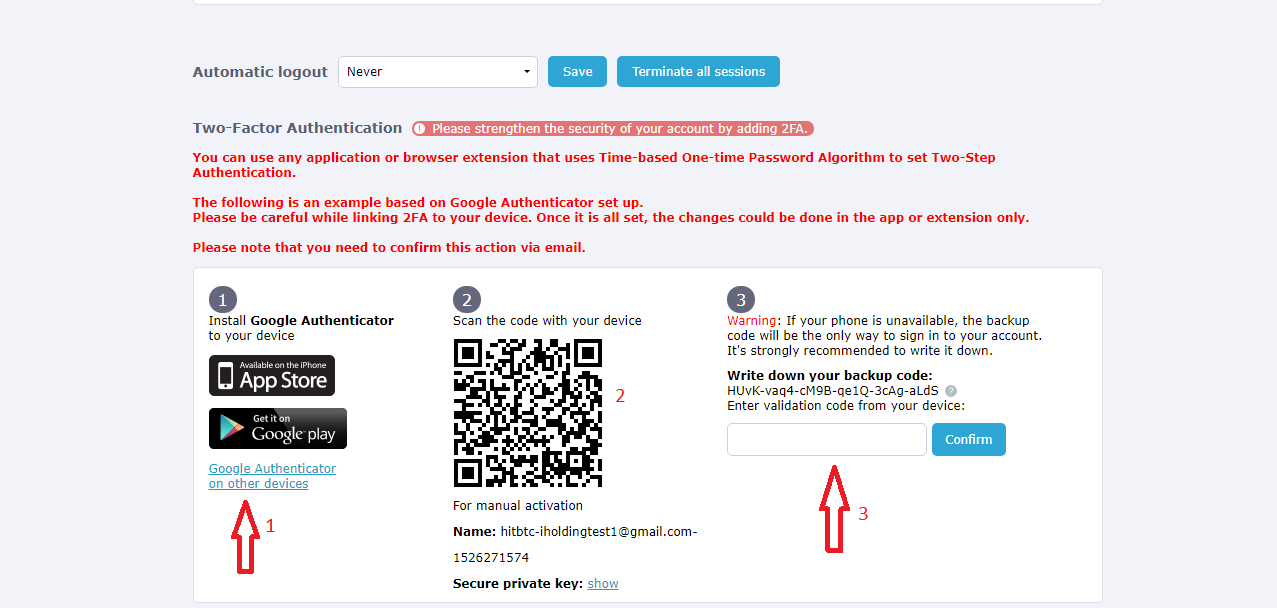 Automatic logout Never Save Terminate all sessions
Two-Factor Authentication ! Please strengthen the security of your account by adding 2FA.
You can use any application or browser extension that uses Time-based One-time Password Algorithm to set Two-Step
Authentication.
The following is an example based on Google Authenticator set up.
Please be careful while linking 2FA to your device. Once it is all set, the changes could be done in the app or extension only.
Please note that you need to confirm this action via email.
1
Install Google Authenticator
to your device
Available on the iPhone
App Store
Get it on
Google play
Google Authenticator
on other devices
1
2
Scan the code with your device
2
For manual activation
Name: hitbtc-iholdingtest1@gmail.com-
1526271574
Secure private key: show
3
Warning: If your phone is unavailable, the backup
code will be the only way to sign in to your account.
It's strongly recommended to write it down.
Write down your backup code:
HUvK-vaq4-cM9B-qe1Q-3cAg-aLdS ?
Enter validation code from your device:
Confirm
3